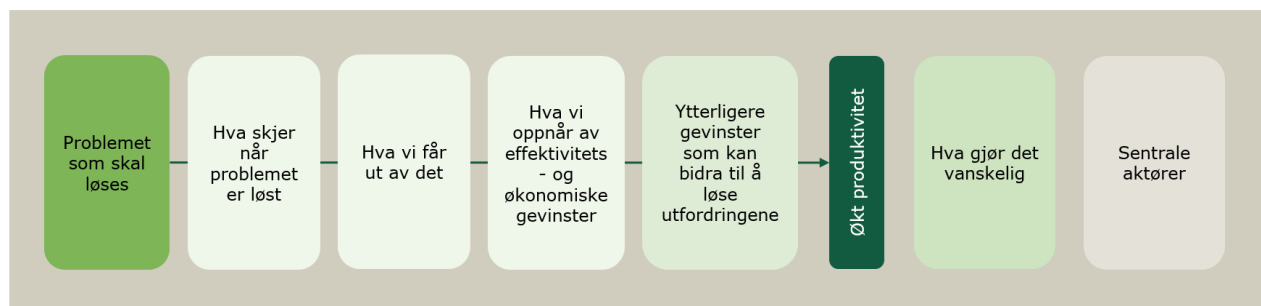 Problemet
som skal
løses
Hva skjer
når
problemet
er løst
Hva vi får
ut av det
Hva vi
oppnår av
effektivitets
- og
økonomiske
gevinster
Ytterligere
gevinster
som kan
bidra til å
løse
utfordringene
Økt produktivitet
Hva gjør det
vanskelig
Sentrale
aktører